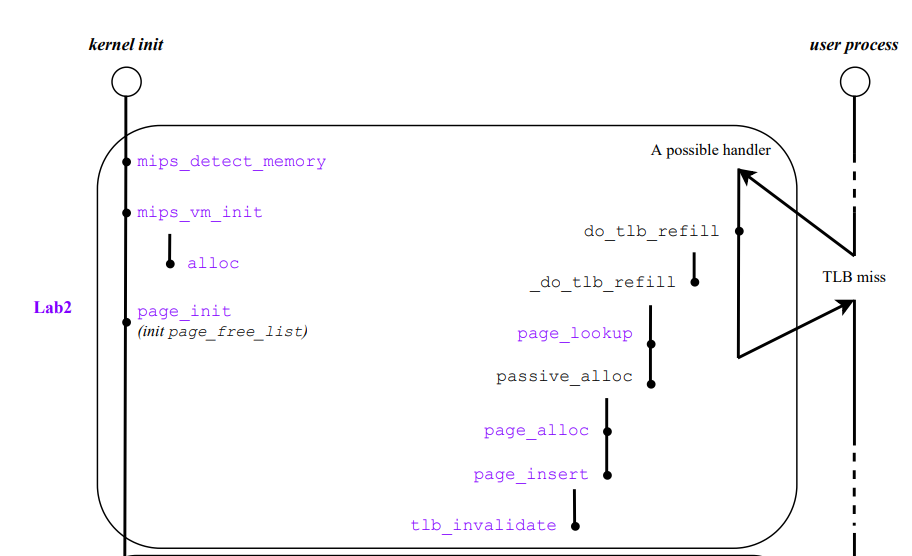 kernel init
user process
A possible handler
mips_detect_memory
mips_vm_init
do_tlb_refill
alloc
TLB miss
_do_tlb_refill
Lab2
page_init
(init page_free_list)
page_lookup
passive_alloc
page_alloc
page_insert
tlb_invalidate